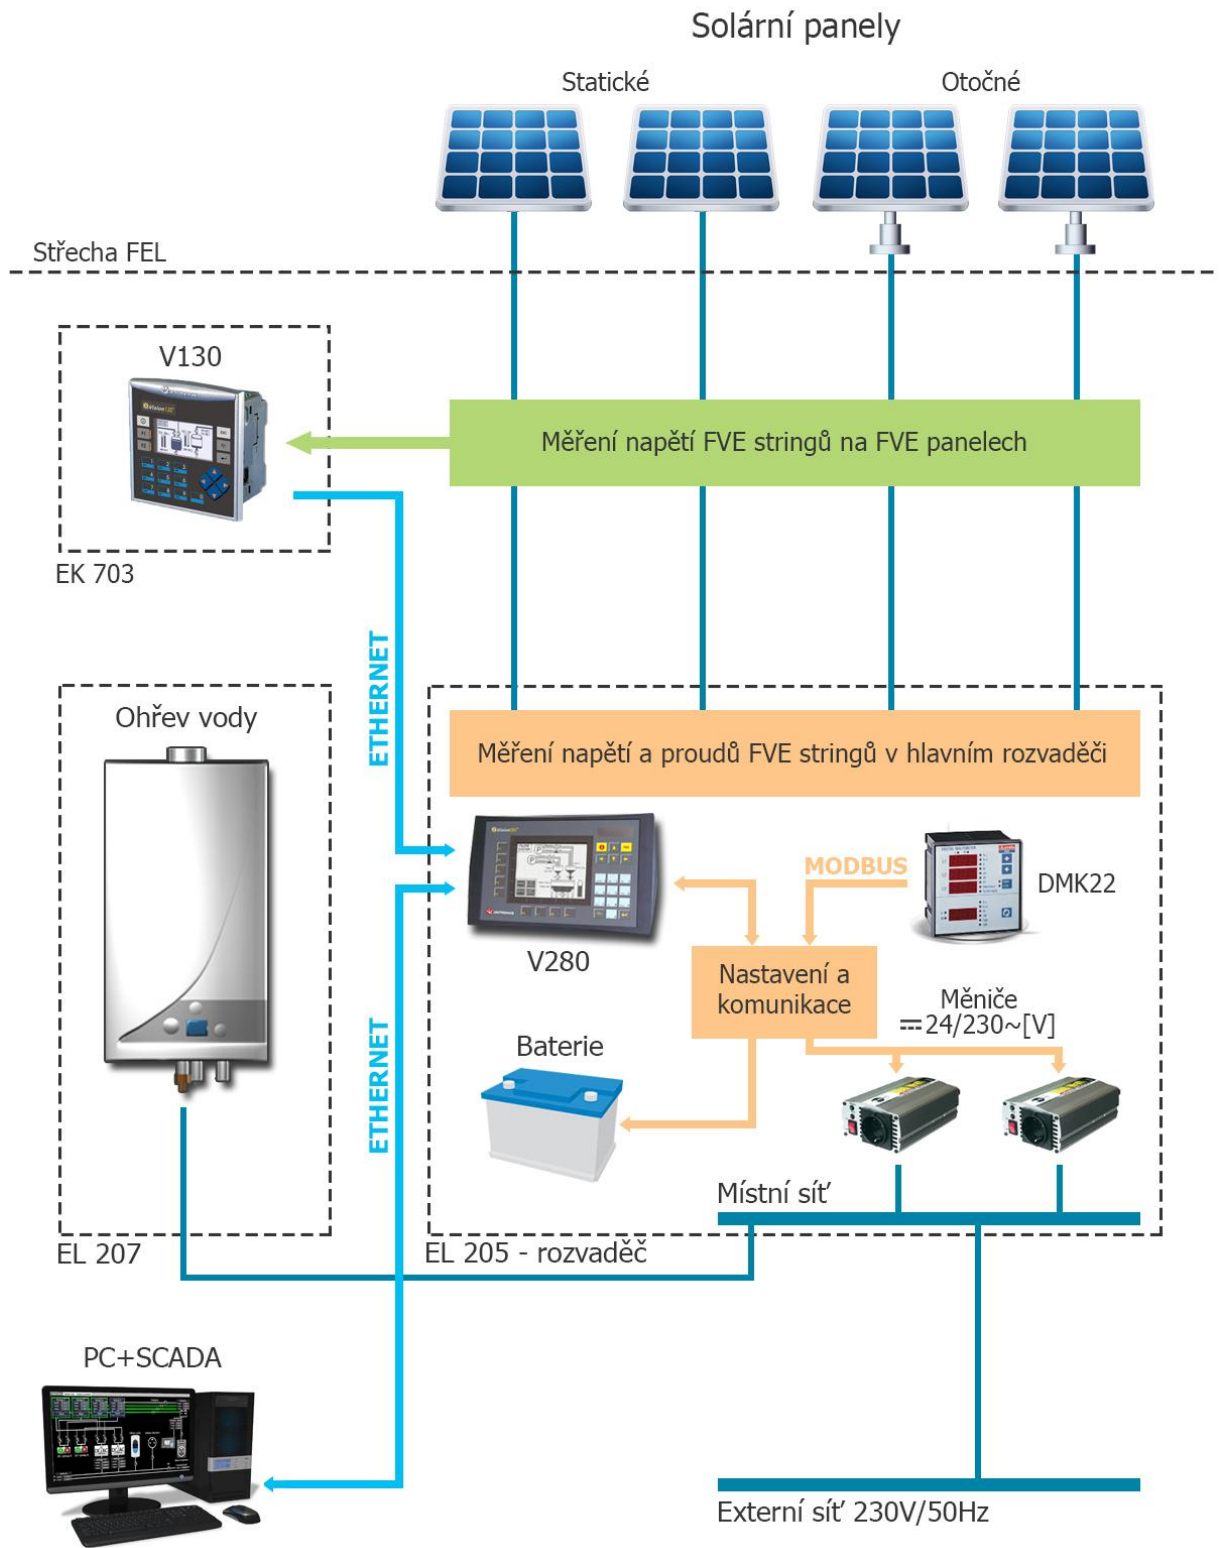 Solární panely
Statické
Otočné
Střecha FEL
V130
Měření napětí FVE stringů na FVE panelech
EK 703
ETHERNET
Ohřev vody
Měření napětí a proudů FVE stringů v hlavním rozvaděči
MODBUS
DMK22
V280
Nastavení a
komunikace
Měniče
⎓24/230~[V]
Baterie
ETHERNET
Místní síť
EL 207
EL 205 - rozvaděč
PC+SCADA
Externí síť 230V/50Hz